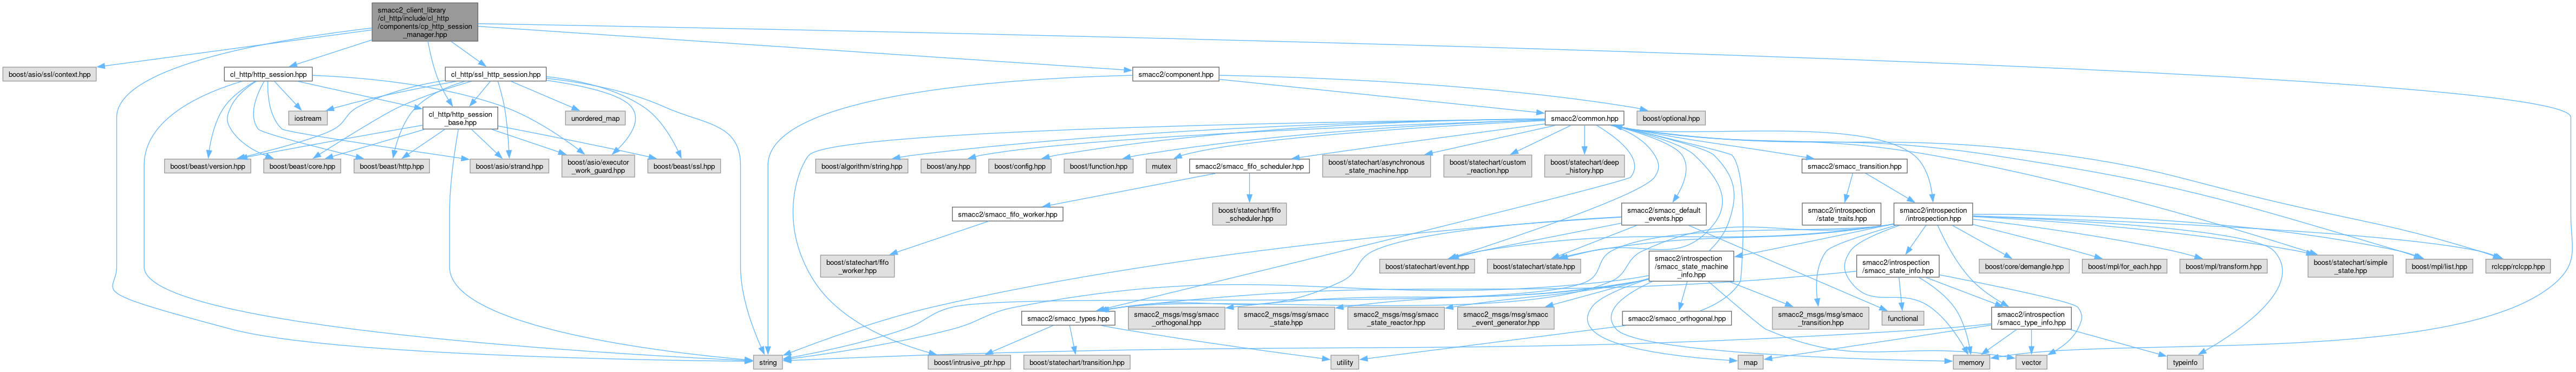 smacc2_client_library
/cl_http/include/cl_http
/components/cp_http_session
_manager.hpp
boost/asio/ssl/context.hpp
cl_http/http_session.hpp
cl_http/ssl_http_session.hpp
smacc2/component.hpp
iostream
cl_http/http_session
_base.hpp
unordered_map
smacc2/common.hpp
boost/optional.hpp
boost/beast/version.hpp
boost/beast/core.hpp
boost/beast/http.hpp
boost/asio/strand.hpp
boost/asio/executor
_work_guard.hpp
boost/beast/ssl.hpp
boost/algorithm/string.hpp
boost/any.hpp
boost/config.hpp
boost/function.hpp
mutex
smacc2/smacc_fifo_scheduler.hpp
boost/statechart/asynchronous
_state_machine.hpp
boost/statechart/custom
_reaction.hpp
boost/statechart/deep
_history.hpp
smacc2/smacc_transition.hpp
smacc2/smacc_fifo_worker.hpp
boost/statechart/fifo
_scheduler.hpp
smacc2/smacc_default
_events.hpp
smacc2/introspection
/state_traits.hpp
smacc2/introspection
/introspection.hpp
boost/statechart/fifo
_worker.hpp
boost/statechart/event.hpp
boost/statechart/state.hpp
smacc2/introspection
/smacc_state_machine
_info.hpp
smacc2/introspection
/smacc_state_info.hpp
boost/core/demangle.hpp
boost/mpl/for_each.hpp
boost/mpl/transform.hpp
boost/statechart/simple
_state.hpp
boost/mpl/list.hpp
rclcpp/rclcpp.hpp
smacc2/smacc_types.hpp
smacc2_msgs/msg/smacc
_orthogonal.hpp
smacc2_msgs/msg/smacc
_state.hpp
smacc2_msgs/msg/smacc
_state_reactor.hpp
smacc2_msgs/msg/smacc
_event_generator.hpp
smacc2/smacc_orthogonal.hpp
smacc2_msgs/msg/smacc
_transition.hpp
functional
smacc2/introspection
/smacc_type_info.hpp
string
boost/intrusive_ptr.hpp
boost/statechart/transition.hpp
utility
map
memory
vector
typeinfo